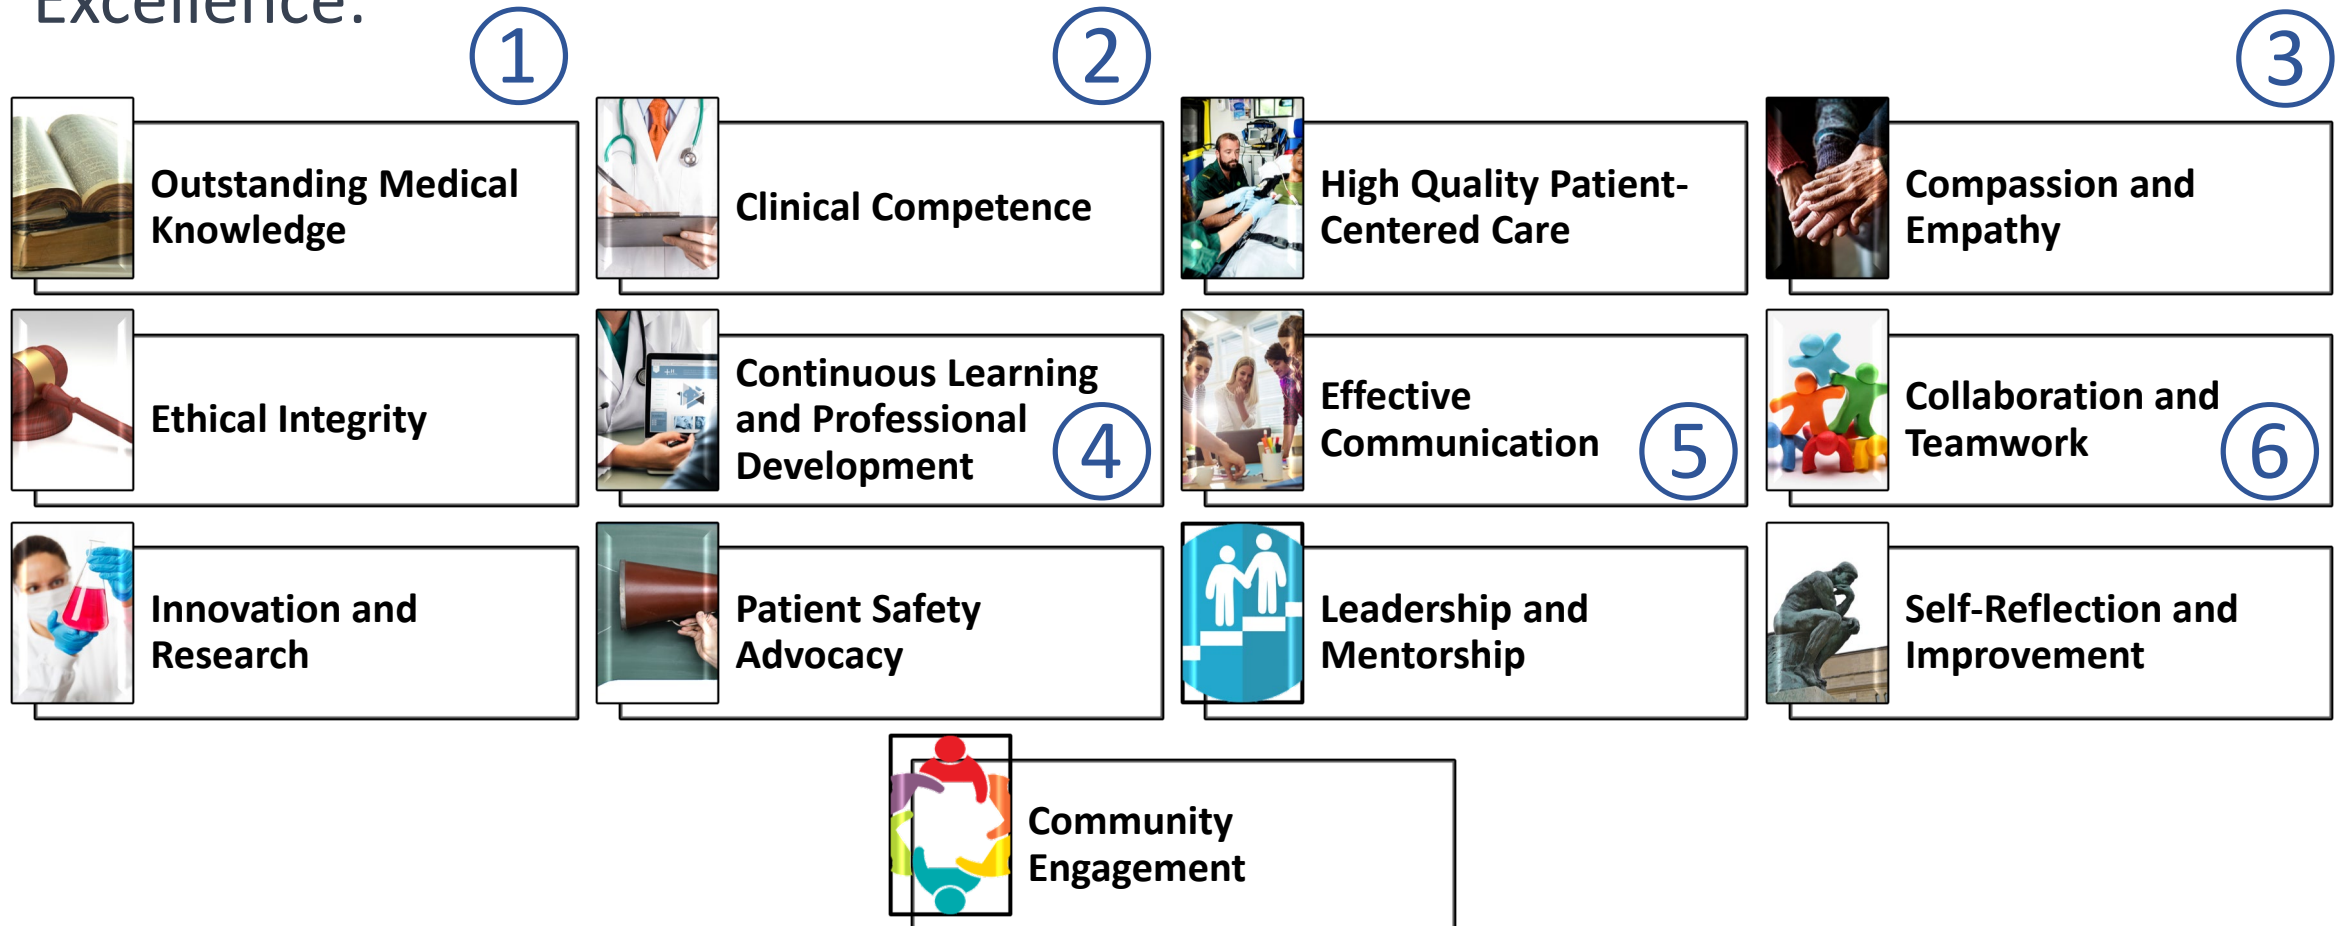 Excellence:
1
2
3
Outstanding Medical
Knowledge
Clinical Competence
High Quality Patient-
Centered Care
Compassion and
Empathy
Ethical Integrity
Continuous Learning
and Professional
Development
4
Effective
Communication
5
Collaboration and
Teamwork
6
Innovation and
Research
Patient Safety
Advocacy
Leadership and
Mentorship
Self-Reflection and
Improvement
Community
Engagement